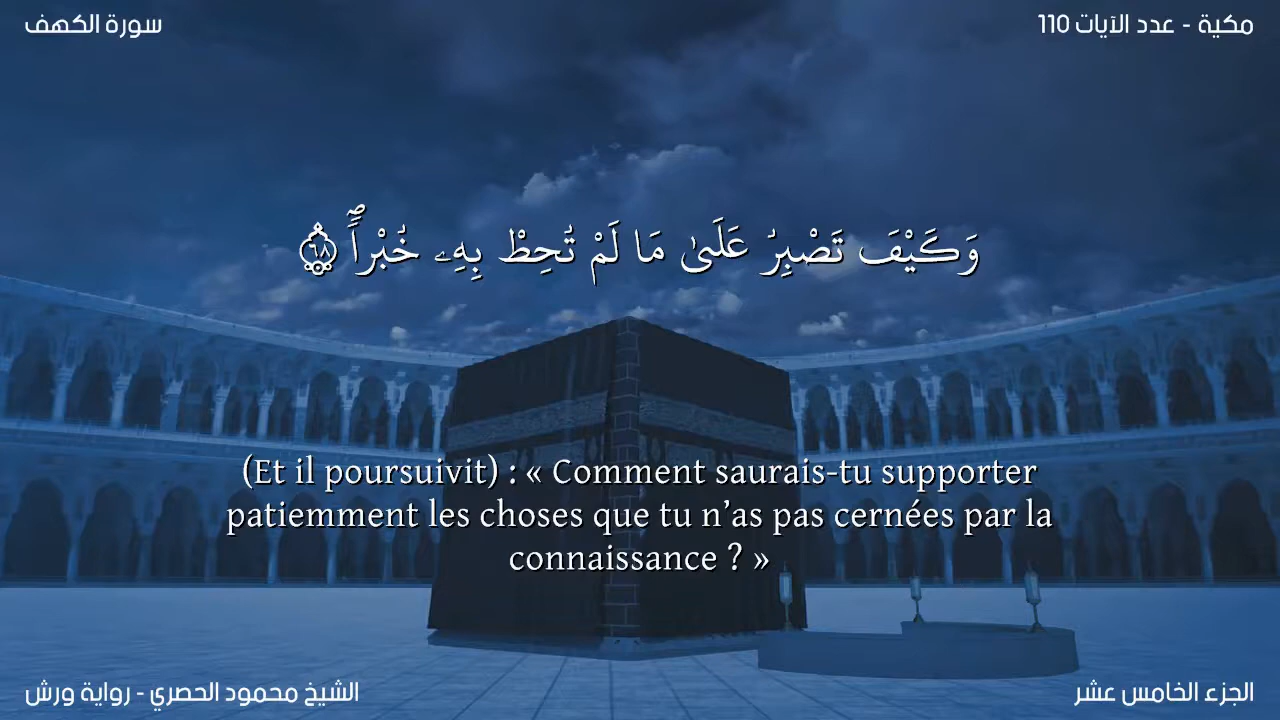 مكية - عدد الآيات 110
سورة الكهف
وَكَيْفَ تَصْبِرُ عَلَىٰ مَا لَمْ تُحِطْ بِهِۦ خُبْراٗۖ ٦٨
(Et il poursuivit) : « Comment saurais-tu supporter
patiemment les choses que tu n’as pas cernées par la
connaissance ? »
الجزء الخامس عشر
الشيخ محمود الحصري - رواية ورش